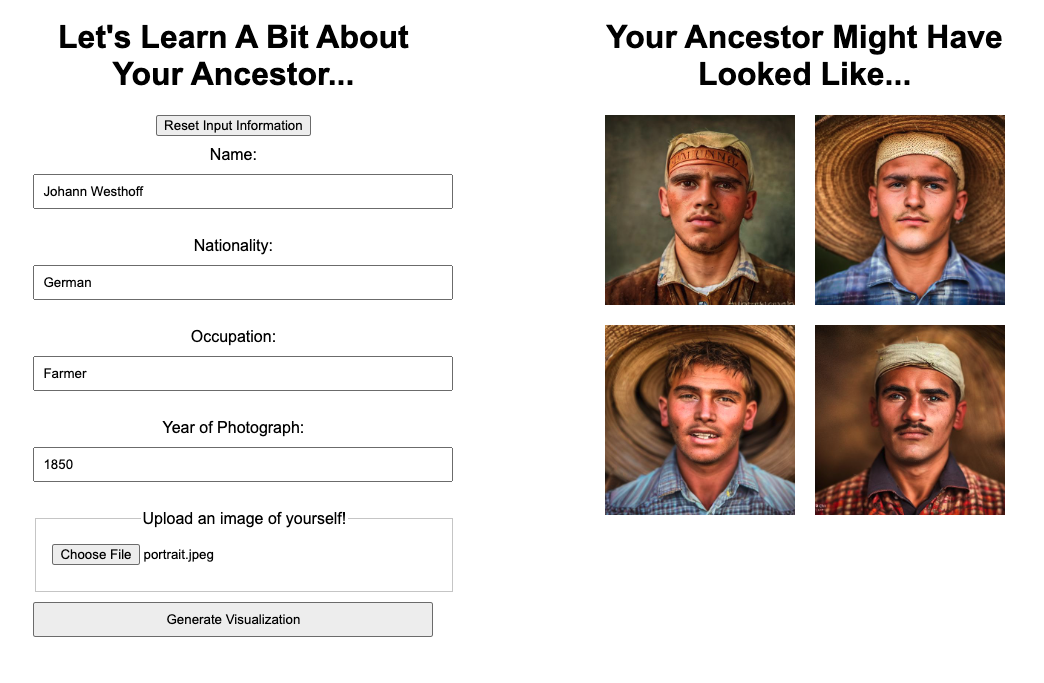 Let's Learn A Bit About
Your Ancestor...
Reset Input Information
Name:
Johann Westhoff
Nationality:
German
Occupation:
Farmer
Year of Photograph:
1850
Upload an image of yourself!
Choose File portrait.jpeg
Generate Visualization
Your Ancestor Might Have
Looked Like...